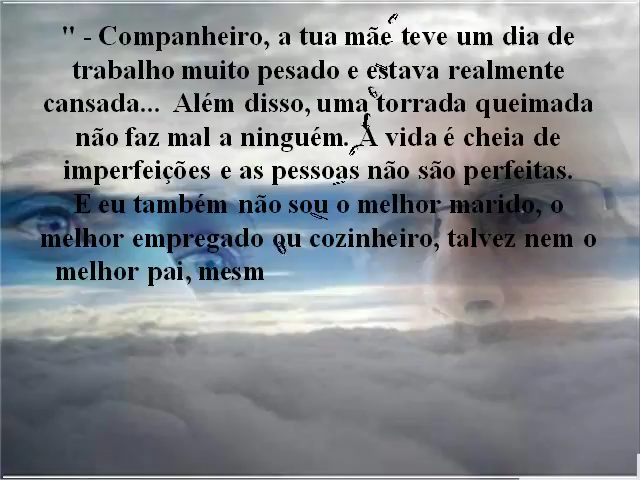 " - Companheiro, a tua mãe teve um dia de
trabalho muito pesado e estava realmente
cansada... Além disso, uma torrada queimada
não faz mal a ninguém. A vida é cheia de
imperfeições e as pessoas não são perfeitas.
E eu também não sou o melhor marido, o
melhor empregado ou cozinheiro, talvez nem o
melhor pai, mesm